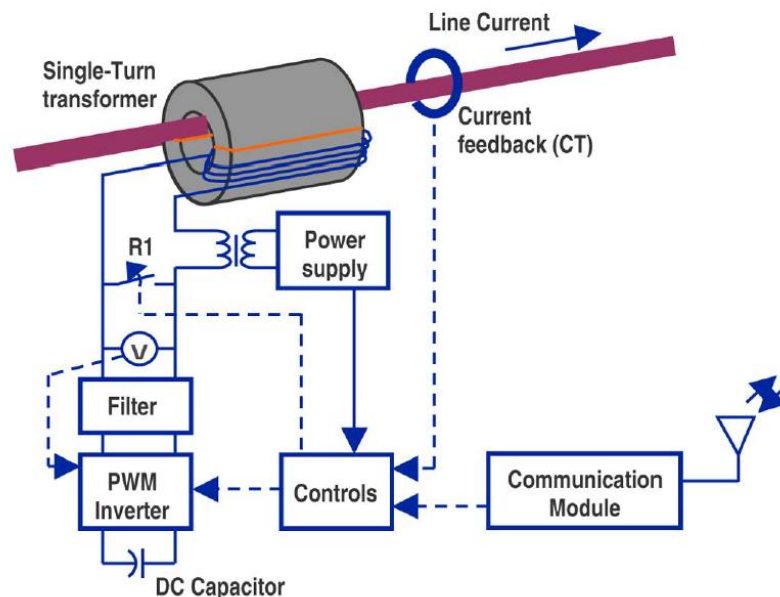 Line Current
Single-Turn
transformer
Current
feedback (CT)
R1
Power
supply
V
Filter
PWM
Inverter
Controls
Communication
Module
DC Capacitor